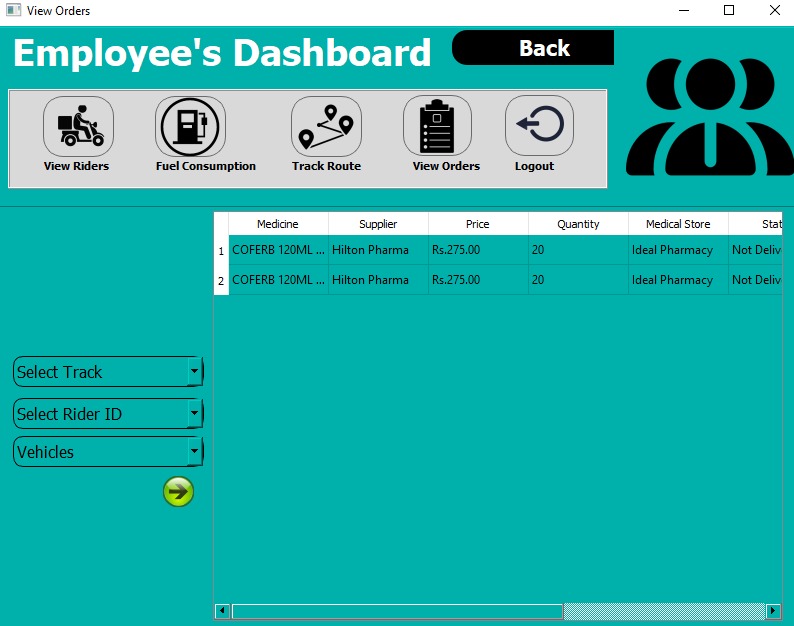 View Orders
Employee's Dashboard Back
View Riders Fuel Consumption Track Route View Orders Logout
Medicine Supplier Price Quantity Medical Store Stat
1 COFERB 120ML ... Hilton Pharma Rs.275.00 20 Ideal Pharmacy Not Deliv
2 COFERB 120ML ... Hilton Pharma Rs.275.00 20 Ideal Pharmacy Not Deliv
Select Track
Select Rider ID
Vehicles